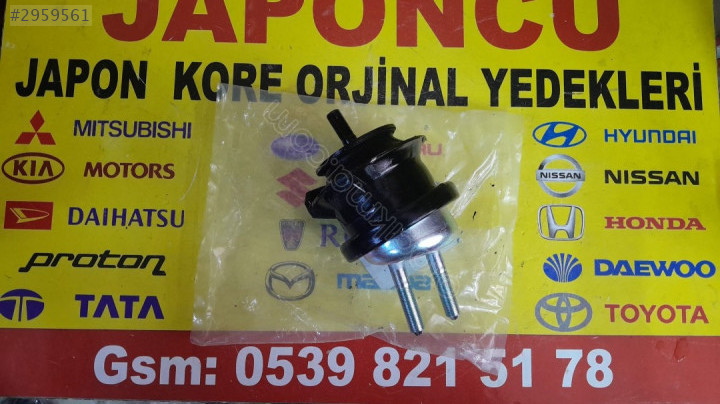 #2959561
JAPONCU
JAPON KORE ORJİNAL YEDEKLERİ
MITSUBISHI
HYUNDAI
KIA MOTORS
NISSAN
DAIHATSU
HONDA
proton
DAEWOO
mazda
TATA
TOYOTA
Gsm: 0539 821 51 78